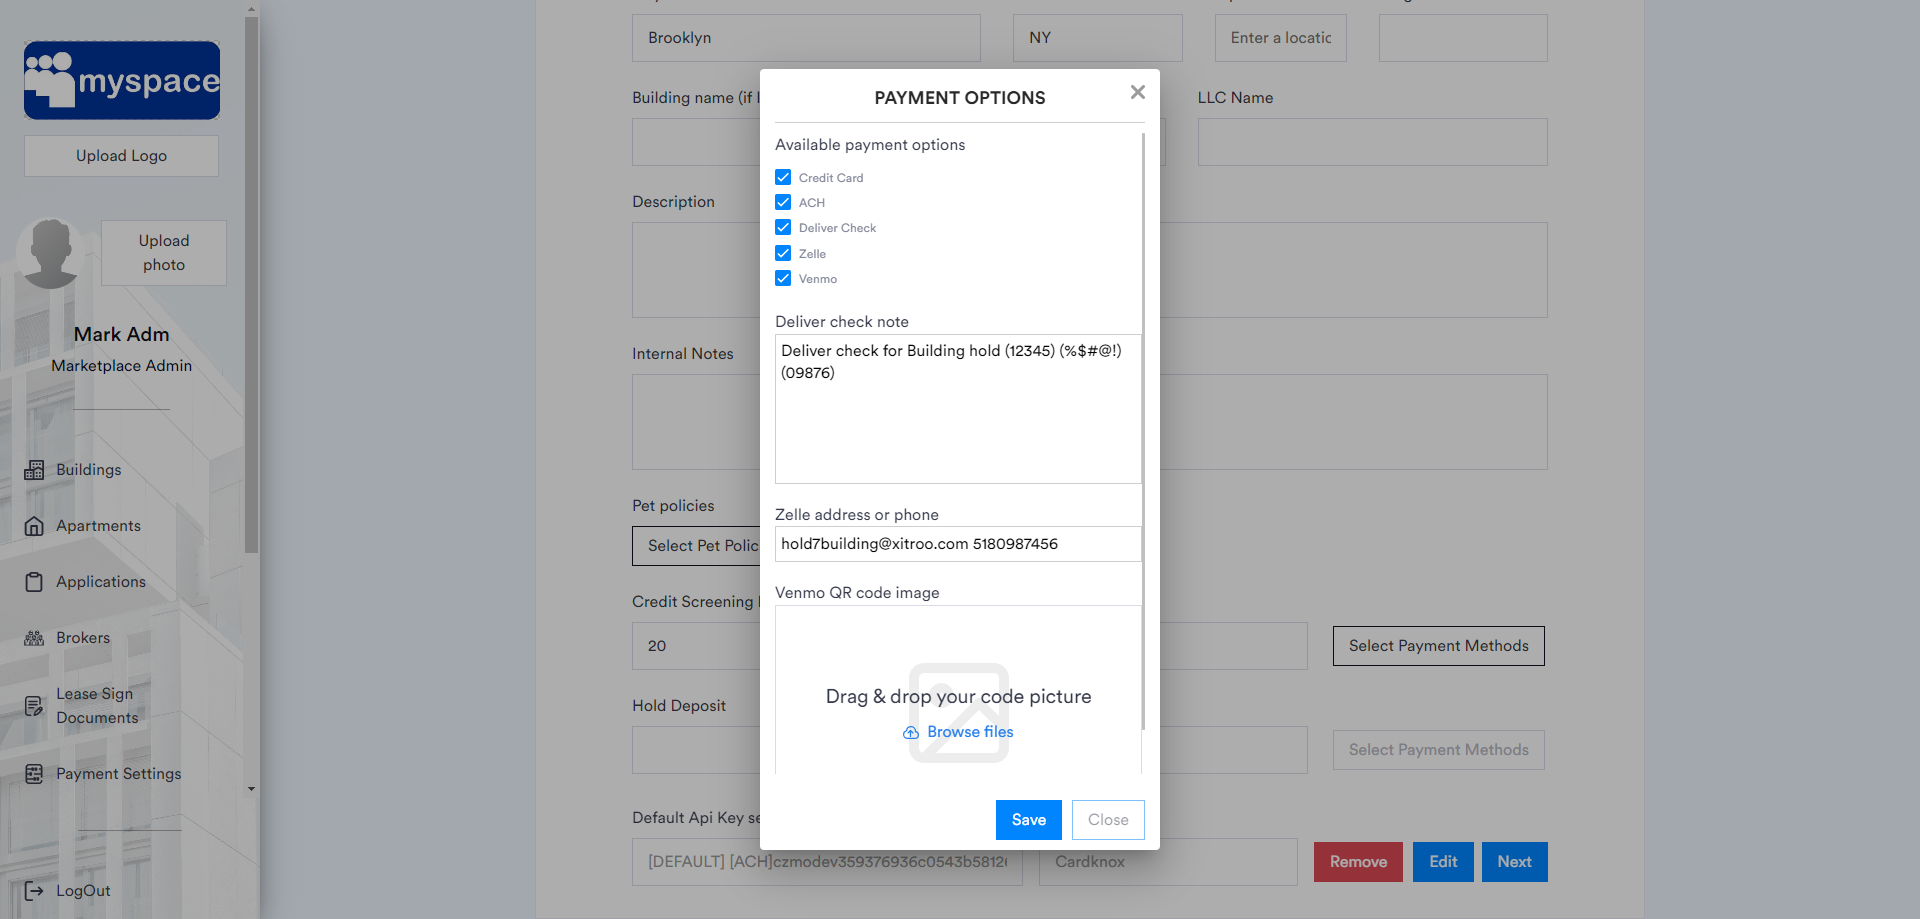 myspace
Upload Logo
Upload
photo
Mark Adm
Marketplace Admin
Buildings
Apartments
Applications
Brokers
Lease Sign
Documents
Payment Settings
LogOut
Brooklyn
NY
Enter a locatic
Building name (if
LLC Name
Description
Internal Notes
Pet policies
Select Pet Polic
Credit Screening
20
Select Payment Methods
Hold Deposit
Select Payment Methods
Default Api Key se
[DEFAULT] [ACH]czmodev359376936c0543b5812
Cardknox
Remove
Edit
Next
PAYMENT OPTIONS
Available payment options
Credit Card
ACH
Deliver Check
Zelle
Venmo
Deliver check note
Deliver check for Building hold (12345) (%$#@!)
(09876)
Zelle address or phone
hold7building@xitroo.com 5180987456
Venmo QR code image
Drag & drop your code picture
Browse files
Save
Close